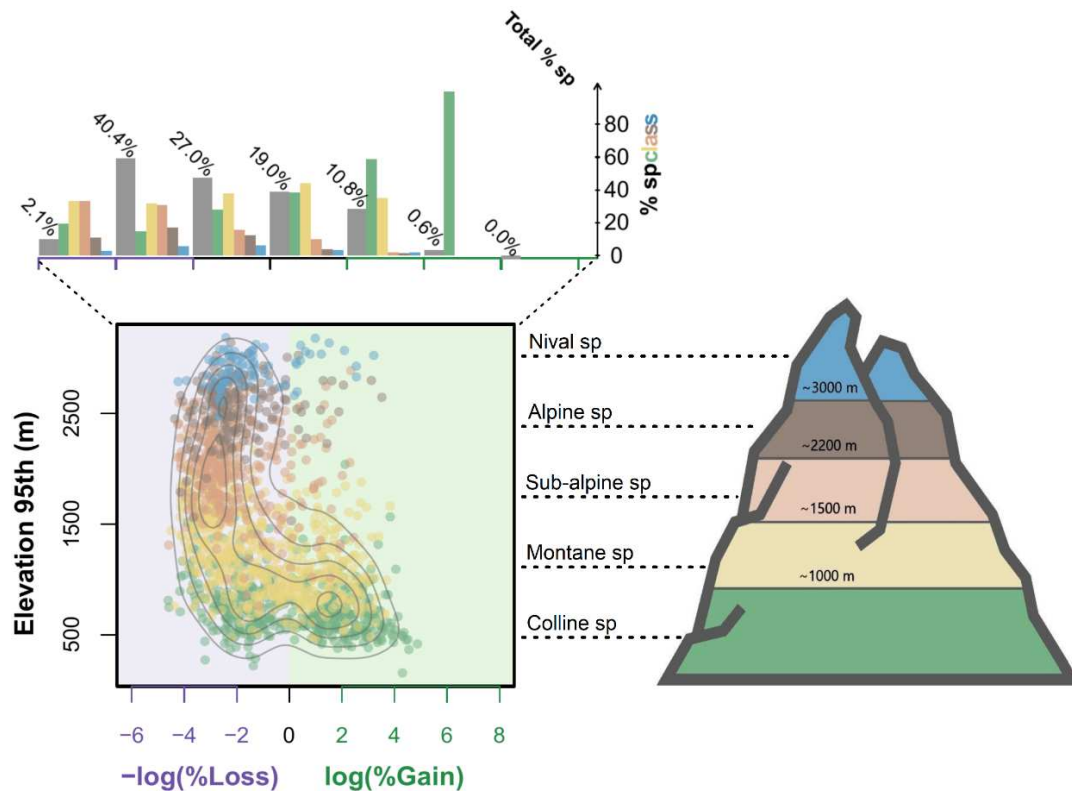 Total % sp
80
60
40
20
0
% spclass
2.1%
40.4%
27.0%
19.0%
10.8%
0.6%
0.0%
Elevation 95th (m)
2500
1500
500
−6
−4
−2
0
2
4
6
8
−log(%Loss)
log(%Gain)
Nival sp
Alpine sp
Sub-alpine sp
Montane sp
Colline sp
~3000 m
~2200 m
~1500 m
~1000 m